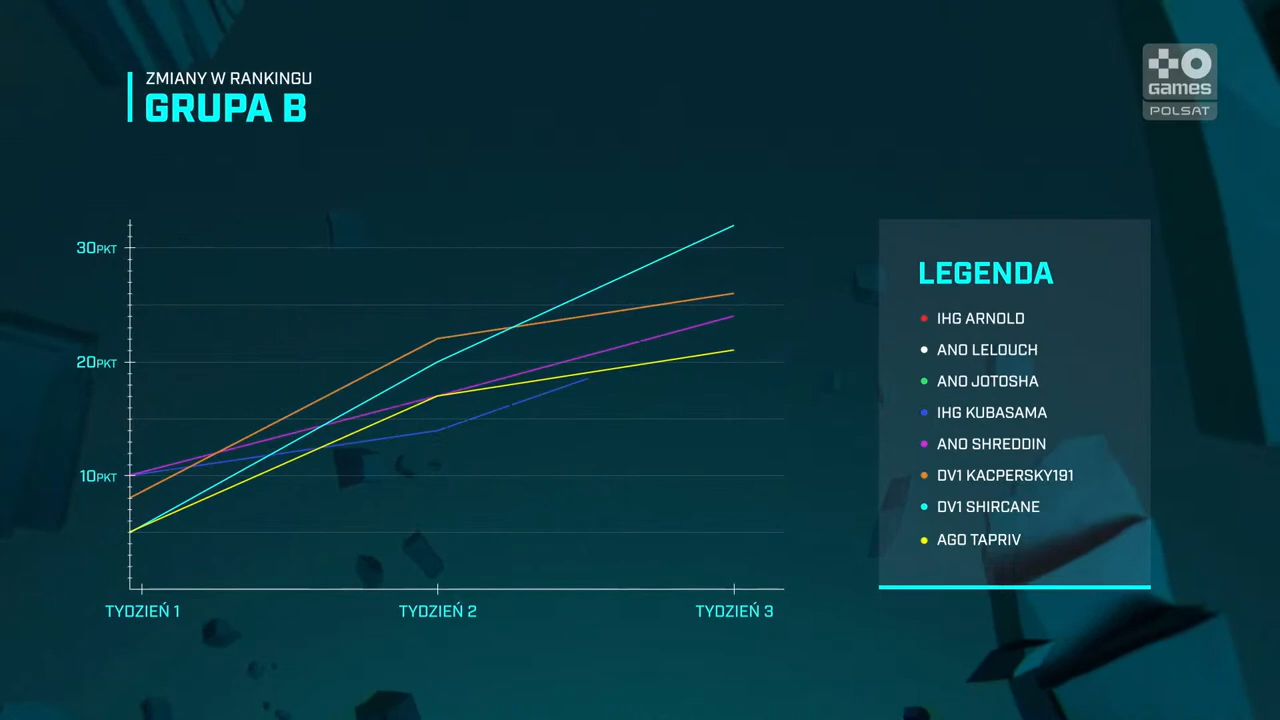 ZMIANY W RANKINGU
GRUPA B
GAMES
POLSAT
30PKT
20PKT
10PKT
TYDZIEŃ 1
TYDZIEŃ 2
TYDZIEŃ 3
LEGENDA
IHG ARNOLD
ANO LELOUCH
ANO JOTOSHA
IHG KUBASAMA
ANO SHREDDIN
DV1 KACPERSKY191
DV1 SHIRCANE
AGO TAPRIV